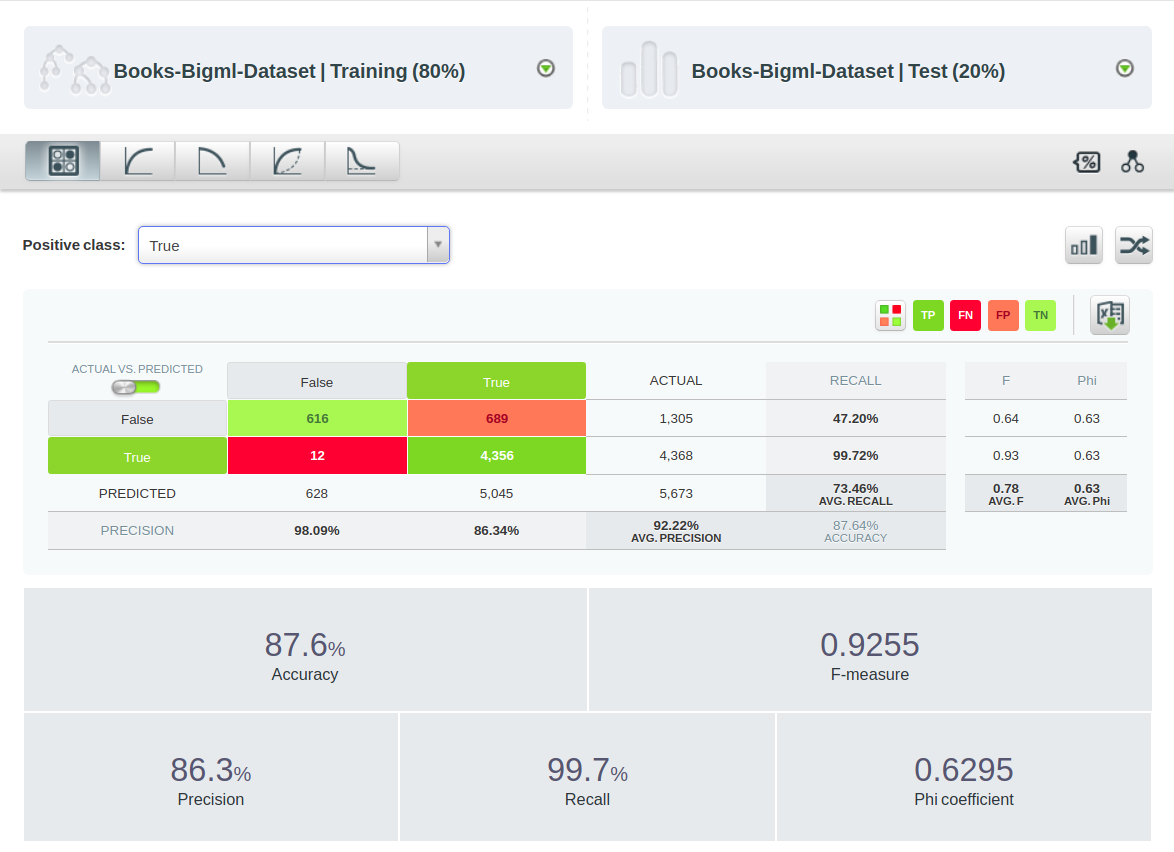 Books-Bigml-Dataset | Training (80%)
Books-Bigml-Dataset | Test (20%)
%
Positive class: True
TP FN FP TN
X
ACTUAL VS. PREDICTED False True ACTUAL RECALL F Phi
False 616 689 1,305 47.20% 0.64 0.63
True 12 4,356 4,368 99.72% 0.93 0.63
PREDICTED 628 5,045 5,673 73.46% 0.78 0.63
AVG. RECALL AVG. F AVG. Phi
PRECISION 98.09% 86.34% 92.22% 87.64%
AVG. PRECISION ACCURACY
87.6% 0.9255
Accuracy F-measure
86.3% 99.7% 0.6295
Precision Recall Phi coefficient